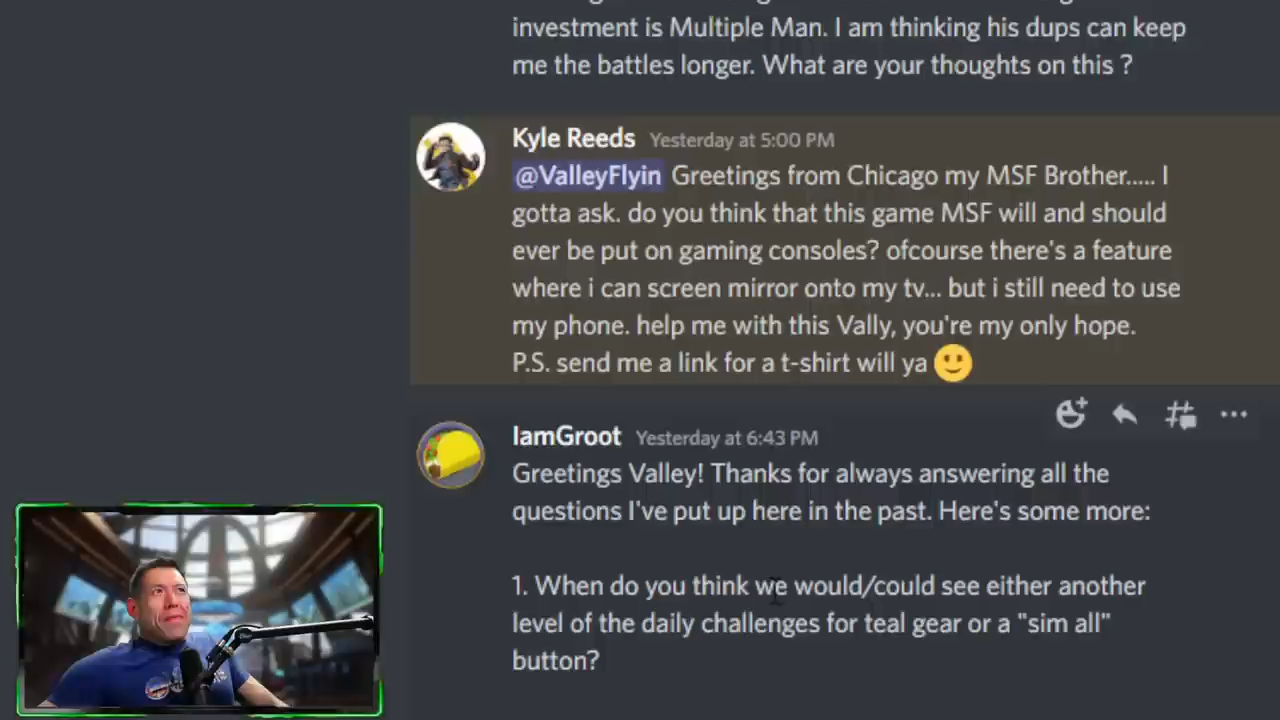 investment is Multiple Man. I am thinking his dups can keep
me the battles longer. What are your thoughts on this ?
Kyle Reeds Yesterday at 5:00 PM
@ValleyFlyin Greetings from Chicago my MSF Brother..... I
gotta ask. do you think that this game MSF will and should
ever be put on gaming consoles? ofcourse there's a feature
where i can screen mirror onto my tv... but i still need to use
my phone. help me with this Vally, you're my only hope.
P.S. send me a link for a t-shirt will ya
IamGroot Yesterday at 6:43 PM
Greetings Valley! Thanks for always answering all the
questions I've put up here in the past. Here's some more:
1. When do you think we would/could see either another
level of the daily challenges for teal gear or a "sim all"
button?